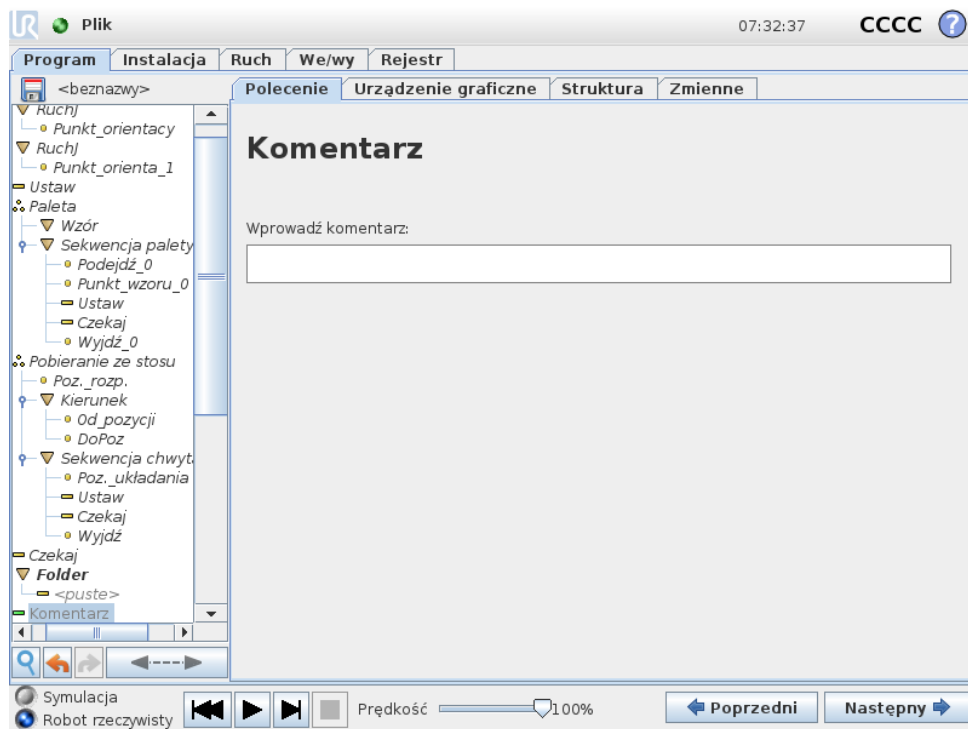 UR Plik 07:32:37 CCCC ?
Program Instalacja Ruch We/wy Rejestr
<beznazwy> Polecenie Urządzenie graficzne Struktura Zmienne
RuchJ
Punkt_orientacy
RuchJ
Punkt_orienta_1
Ustaw
Paleta
Wzór
Sekwencja palety
Podejdź_0
Punkt_wzoru_0
Ustaw
Czekaj
Wyjdź_0
Pobieranie ze stosu
Poz._rozp.
Kierunek
Od_pozycji
DoPoz
Sekwencja chwyta
Poz._układania
Ustaw
Czekaj
Wyjdź
Czekaj
Folder
<puste>
Komentarz
Komentarz
Wprowadź komentarz:
Symulacja
Robot rzeczywisty
Prędkość 100%
Poprzedni Następny